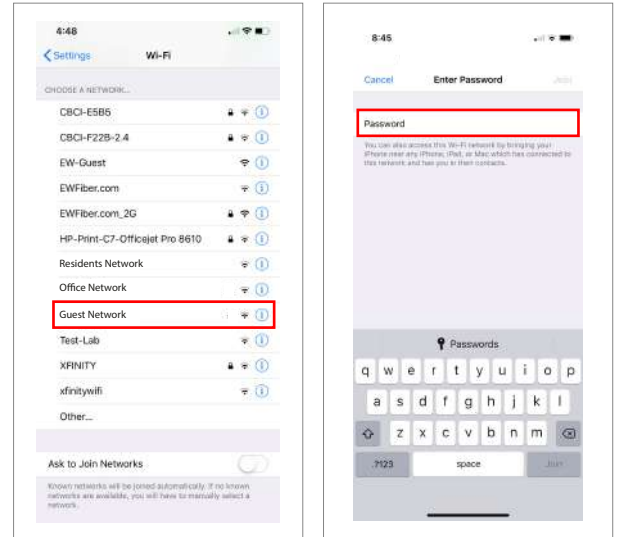 4:48
Settings
Wi-Fi
CHOOSE A NETWORK...
CBCI-E5B5
CBCI-F22B-2.4
EW-Guest
EWFiber.com
EWFiber.com_2G
HP-Print-C7-Officejet Pro 8610
Residents Network
Office Network
Guest Network
Test-Lab
XFINITY
xfinitywifi
Other...
Ask to Join Networks
Known networks will be joined automatically. If no known
networks are available, you will have to manually select a
network.
8:45
Cancel
Enter Password
Join
Password
You can also access this Wi-Fi network by bringing your
iPhone near any iPhone, iPad, or Mac which has connected to
this network and has you in their contacts.
Passwords
q w e r t y u i o p
a s d f g h j k l
z x c v b n m
.?123
space
Join